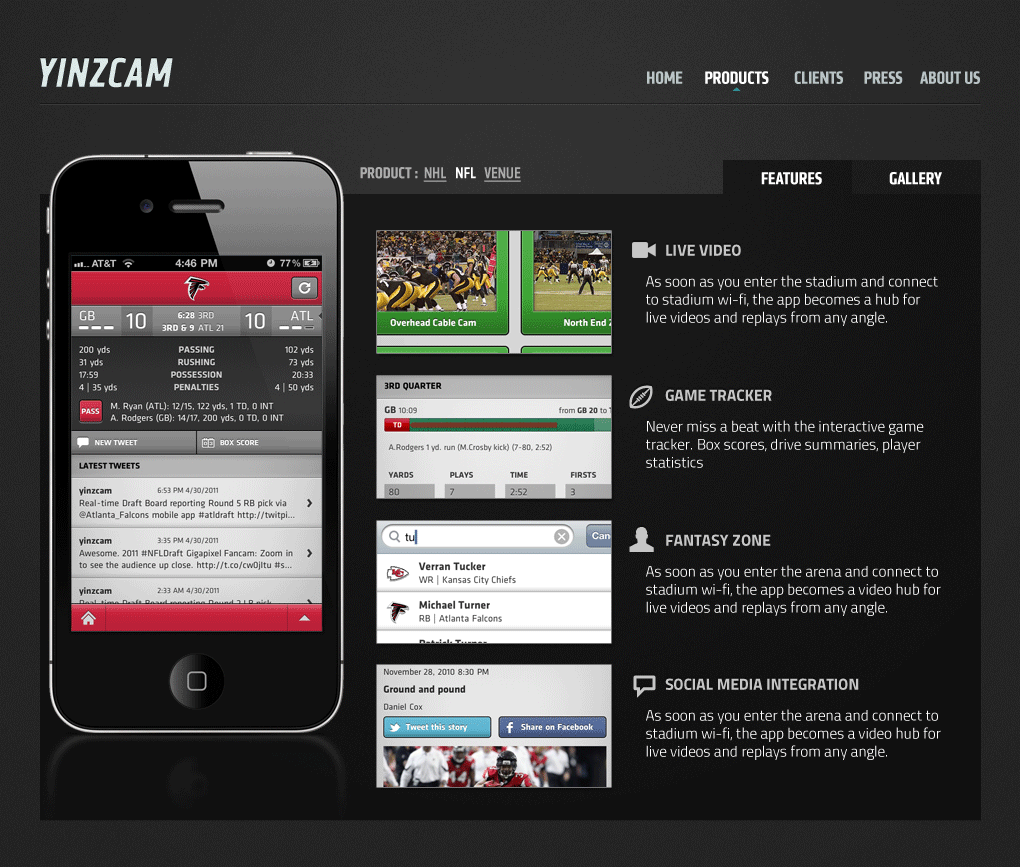 YINZCAM
HOME PRODUCTS CLIENTS PRESS ABOUT US
PRODUCT : NHL NFL VENUE
FEATURES GALLERY
AT&T 4:46 PM 77%
GB 10 6:28 3RD 10 ATL
3RD & 9 ATL 21
200 yds PASSING 102 yds
31 yds RUSHING 73 yds
17:59 POSSESSION 20:33
4 | 35 yds PENALTIES 4 | 50 yds
PASS
M. Ryan (ATL): 12/15, 122 yds, 1 TD, 0 INT
A. Rodgers (GB): 14/17, 200 yds, 0 TD, 0 INT
NEW TWEET BOX SCORE
LATEST TWEETS
yinzcam 6:53 PM 4/30/2011
Real-time Draft Board reporting Round 5 RB pick via
@Atlanta_Falcons mobile app #atldraft http://twitpi...
yinzcam 3:35 PM 4/30/2011
Awesome. 2011 #NFLDraft Gigapixel Fancam: Zoom in
to see the audience up close. http://t.co/cw0jltu #s...
yinzcam 2:33 AM 4/30/2011
Real-time Draft Board reporting Round 2 LB pick
Overhead Cable Cam North End Z
LIVE VIDEO
As soon as you enter the stadium and connect
to stadium wi-fi, the app becomes a hub for
live videos and replays from any angle.
3RD QUARTER
GB 10:09 from GB 20 to
TD
A.Rodgers 1 yd. run (M.Crosby kick) (7-80, 2:52)
YARDS PLAYS TIME FIRSTS
80 7 2:52 3
GAME TRACKER
Never miss a beat with the interactive game
tracker. Box scores, drive summaries, player
statistics
tu Can
Verran Tucker
WR | Kansas City Chiefs
Michael Turner
RB | Atlanta Falcons
Patrick Turner
FANTASY ZONE
As soon as you enter the arena and connect to
stadium wi-fi, the app becomes a video hub for
live videos and replays from any angle.
November 28, 2010 8:30 PM
Ground and pound
Daniel Cox
Tweet this story Share on Facebook
SOCIAL MEDIA INTEGRATION
As soon as you enter the arena and connect to
stadium wi-fi, the app becomes a video hub for
live videos and replays from any angle.